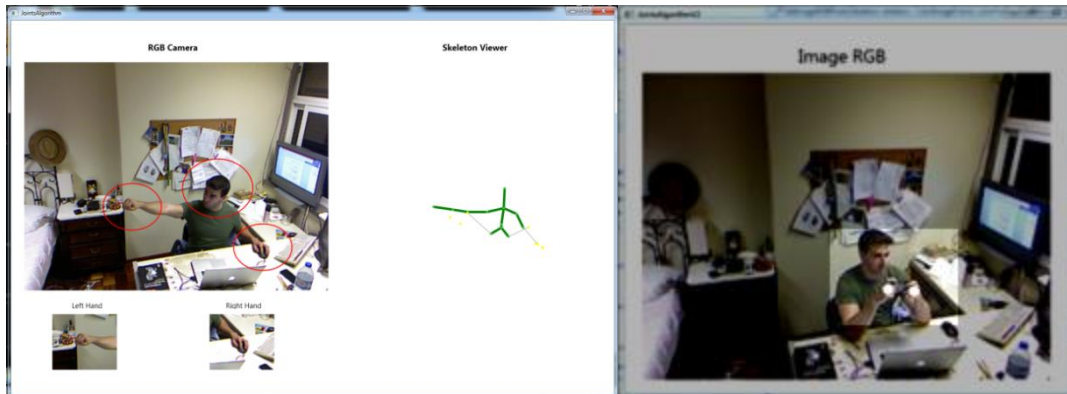 JointsAlgorithm
RGB Camera
Skeleton Viewer
Left Hand
Right Hand
Image RGB